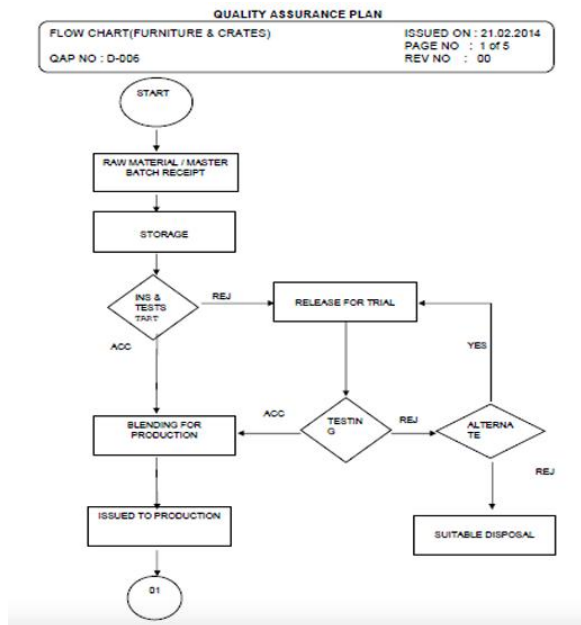 QUALITY ASSURANCE PLAN
FLOW CHART(FURNITURE & CRATES)
ISSUED ON : 21.02.2014
PAGE NO : 1 of 5
QAP NO : D-006
REV NO : 00
START
RAW MATERIAL / MASTER
BATCH RECEIPT
STORAGE
INS &
TESTS
TART
REJ
RELEASE FOR TRIAL
ACC
YES
BLENDING FOR
PRODUCTION
ACC
TESTIN
G
REJ
ALTERNA
TE
REJ
ISSUED TO PRODUCTION
SUITABLE DISPOSAL
01